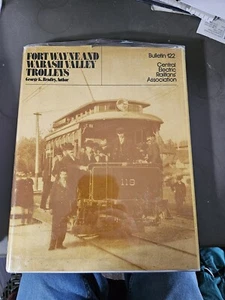 FORT WAYNE AND
WABASH VALLEY
TROLLEYS
George K. Bradley, Author
Bulletin 122
Central
Electric
Railfans'
Association